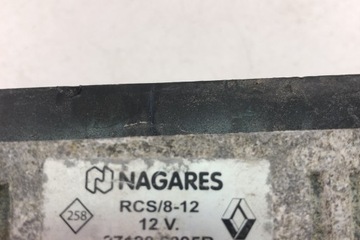 NAGARES
RCS/8-12
258
12 V.